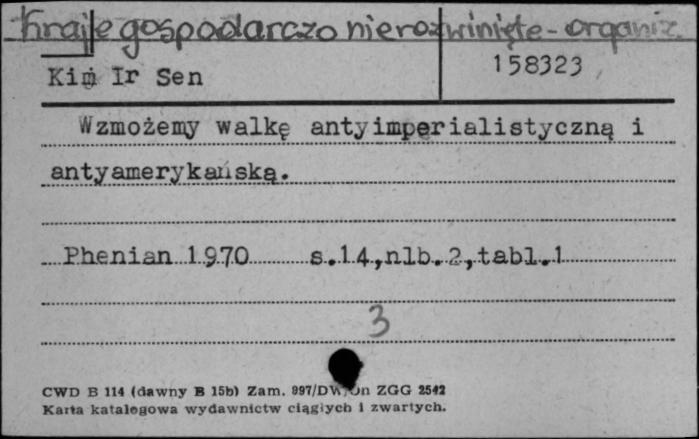 Kraje gospodarczo nierozwinięte - organiz.
Kim Ir Sen
158323
Wzmożemy walkę antyimperialistyczną i
antyamerykańską.
Phenian 1970 s.14,nlb.2,tabl.1
3
CWD B 114 (dawny B 15b) Zam. 997/DW/On ZGG 2542
Karta katalogowa wydawnictw ciągłych i zwartych.